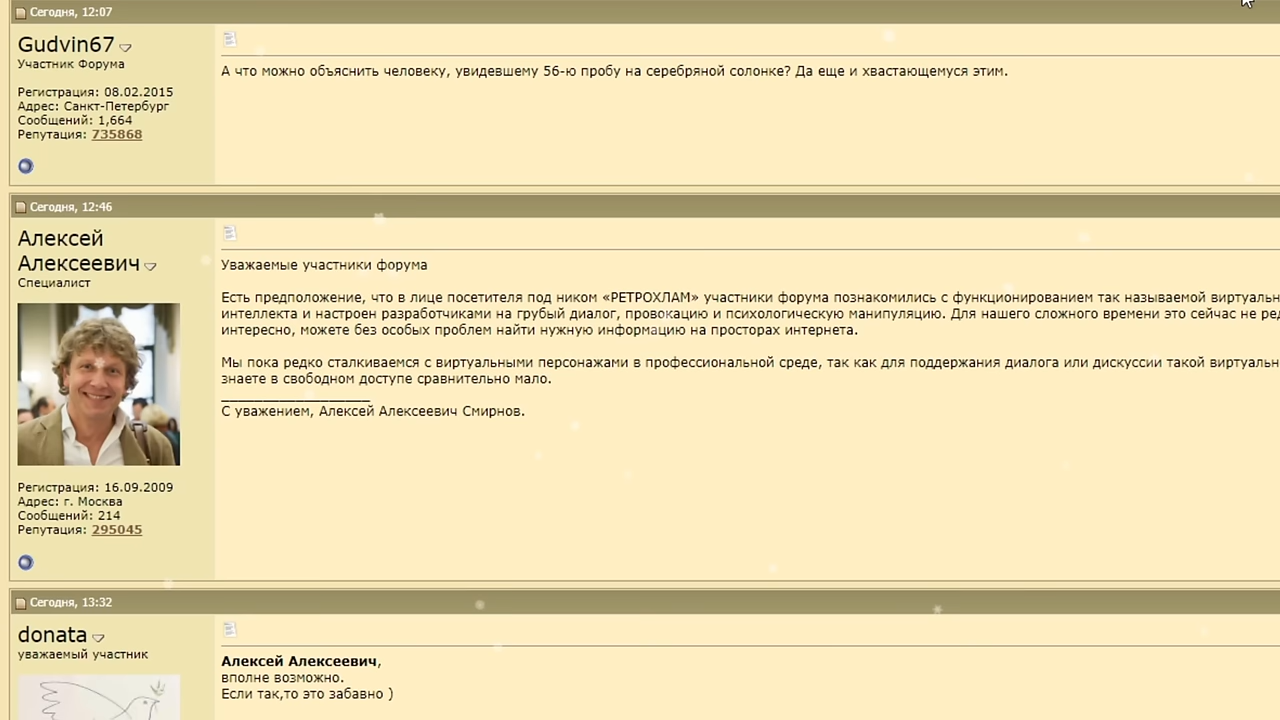 Сегодня, 12:07
Gudvin67
Участник Форума
Регистрация: 08.02.2015
Адрес: Санкт-Петербург
Сообщений: 1,664
Репутация: 735868
А что можно объяснить человеку, увидевшему 56-ю пробу на серебряной солонке? Да еще и хвастающемуся этим.
Сегодня, 12:46
Алексей
Алексеевич
Специалист
Регистрация: 16.09.2009
Адрес: г. Москва
Сообщений: 214
Репутация: 295045
Уважаемые участники форума
Есть предположение, что в лице посетителя под ником «РЕТРОХЛАМ» участники форума познакомились с функционированием так называемой виртуальн
интеллекта и настроен разработчиками на грубый диалог, провокацию и психологическую манипуляцию. Для нашего сложного времени это сейчас не ред
интересно, можете без особых проблем найти нужную информацию на просторах интернета.
Мы пока редко сталкиваемся с виртуальными персонажами в профессиональной среде, так как для поддержания диалога или дискуссии такой виртуальн
знаете в свободном доступе сравнительно мало.
С уважением, Алексей Алексеевич Смирнов.
Сегодня, 13:32
donata
уважаемый участник
Алексей Алексеевич,
вполне возможно.
Если так,то это забавно )